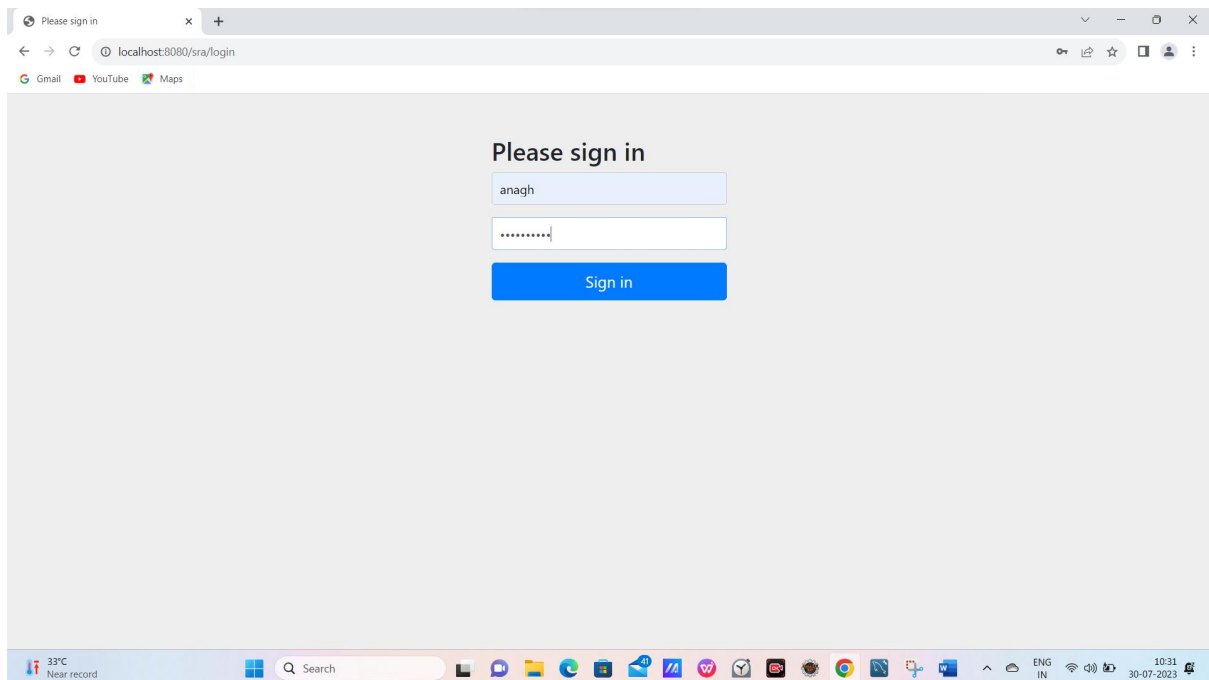 Please sign in
localhost:8080/sra/login
Gmail YouTube Maps
Please sign in
anagh
••••••••••
Sign in
33°C
Near record
Search
41
ENG
IN
10:31
30-07-2023